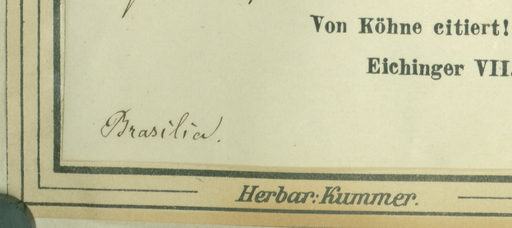 Von Köhne citiert!
Eichinger VII.
Brasilia.
Herbar: Kummer.